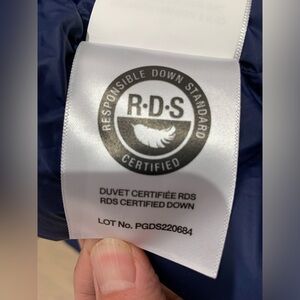 RESPONSIBLE DOWN STANDARD
R·D·S
CERTIFIED
DUVET CERTIFIÉE RDS
RDS CERTIFIED DOWN
LOT No. PGDS220684